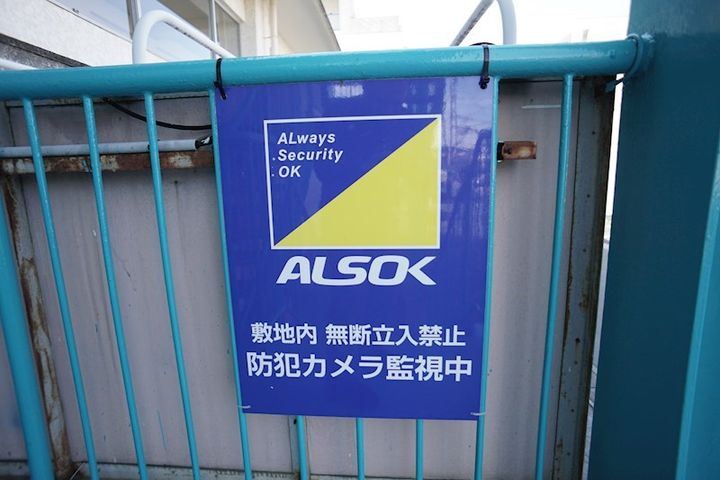 ALways
Security
OK
ALSOK
敷地内 無断立入禁止
防犯カメラ監視中